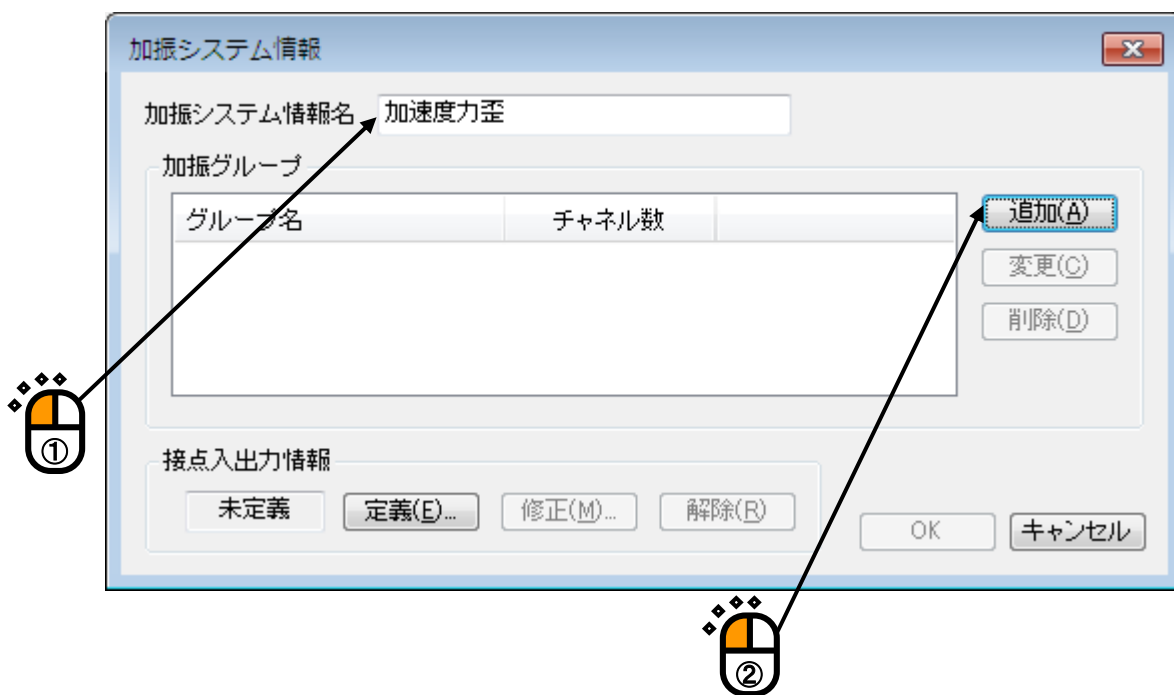 加振システム情報
加振システム情報名 加速度力歪
加振グループ
グループ名 チャネル数
追加(A)
変更(C)
削除(D)
①
接点入出力情報
未定義 定義(E)... 修正(M)... 解除(R)
OK キャンセル
②